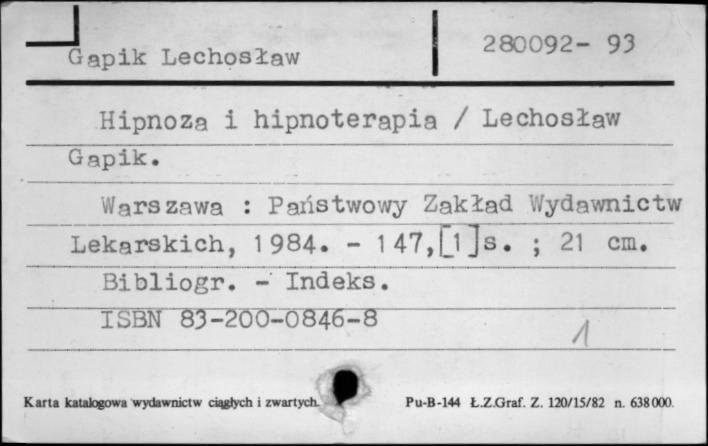 Gapik Lechosław 280092- 93
Hipnoza i hipnoterapia / Lechosław
Gapik.
Warszawa : Państwowy Zakład Wydawnictw
Lekarskich, 1984. - 147,[1]s. ; 21 cm.
Bibliogr. - Indeks.
ISBN 83-200-0846-8
1
Karta katalogowa wydawnictw ciągłych i zwartych. Pu-B-144 Ł.Z.Graf. Z. 120/15/82 n. 638000.